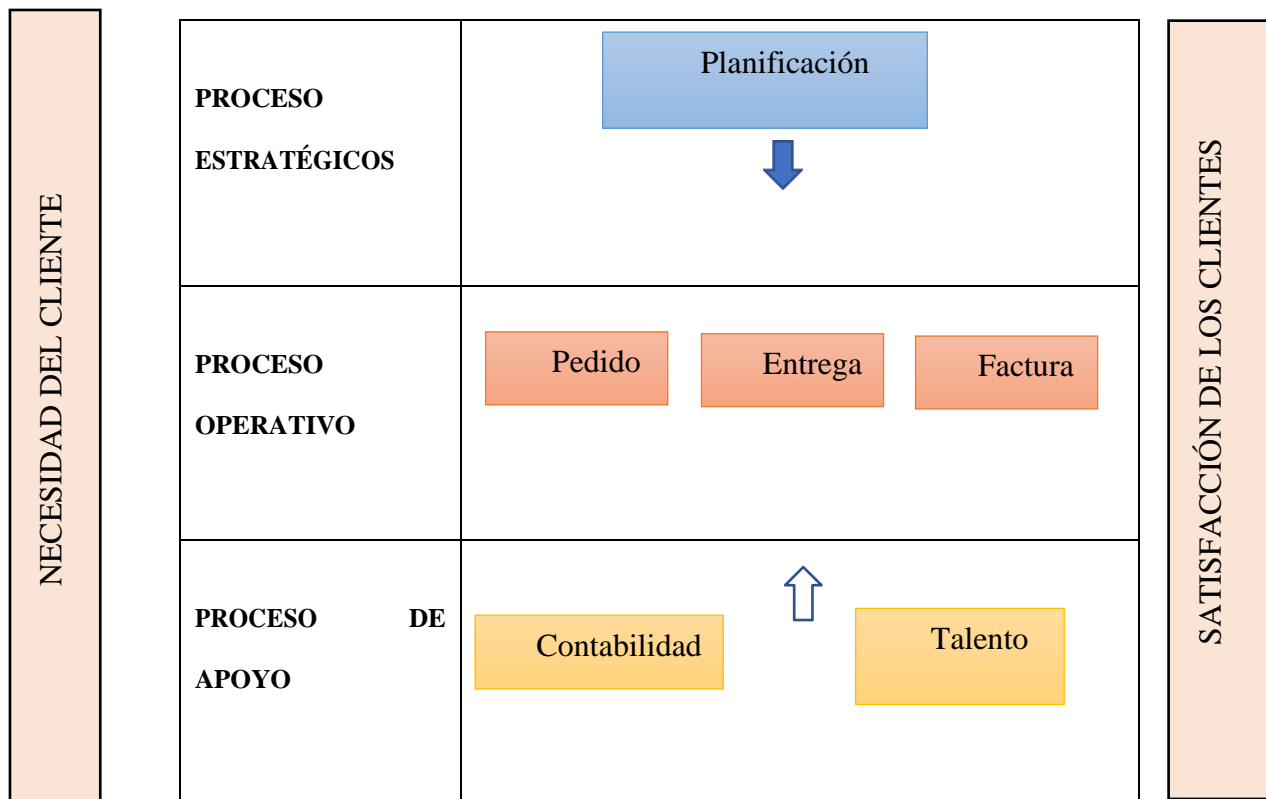 NECESIDAD DEL CLIENTE
PROCESO
ESTRATÉGICOS
Planificación
PROCESO
OPERATIVO
Pedido
Entrega
Factura
PROCESO DE
APOYO
Contabilidad
Talento
SATISFACCIÓN DE LOS CLIENTES